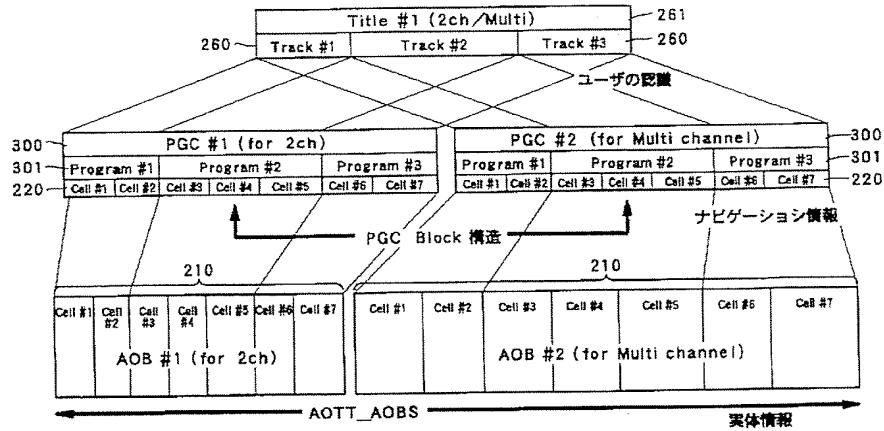 Title #1 (2ch/Multi) 261
260 Track #1 Track #2 Track #3 260
ユーザの認識
300 PGC #1 (for 2ch) PGC #2 (for Multi channel) 300
301 Program #1 Program #2 Program #3 Program #1 Program #2 Program #3 301
220 Cell #1 Cell #2 Cell #3 Cell #4 Cell #5 Cell #6 Cell #7 Cell #1 Cell #2 Cell #3 Cell #4 Cell #5 Cell #6 Cell #7 220
ナビゲーション情報
PGC Block 構造
210 210
Cell #1 Cell #2 Cell #3 Cell #4 Cell #5 Cell #6 Cell #7 Cell #1 Cell #2 Cell #3 Cell #4 Cell #5 Cell #6 Cell #7
AOB #1 (for 2ch) AOB #2 (for Multi channel)
AOTT_AOBS
実体情報